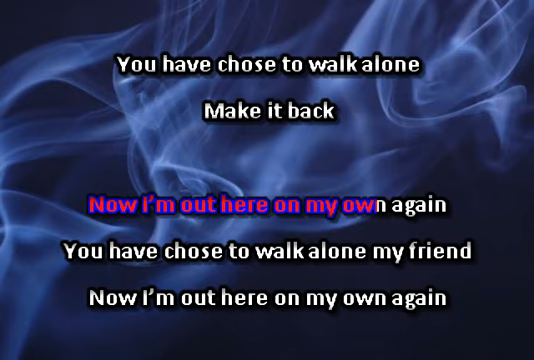 You have chose to walk alone
Make it back
Now I'm out here on my own again
You have chose to walk alone my friend
Now I'm out here on my own again